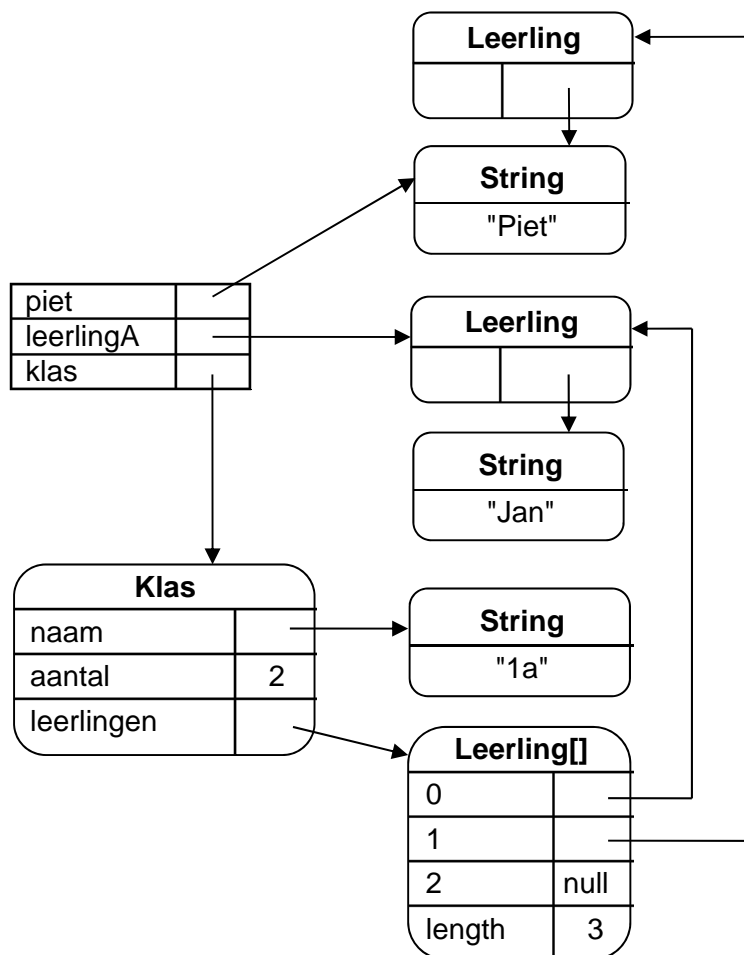 Leerling
String
"Piet"
piet
leerlingA
klas
Leerling
String
"Jan"
Klas
naam
aantal 2
leerlingen
String
"1a"
Leerling[]
0
1
2 null
length 3